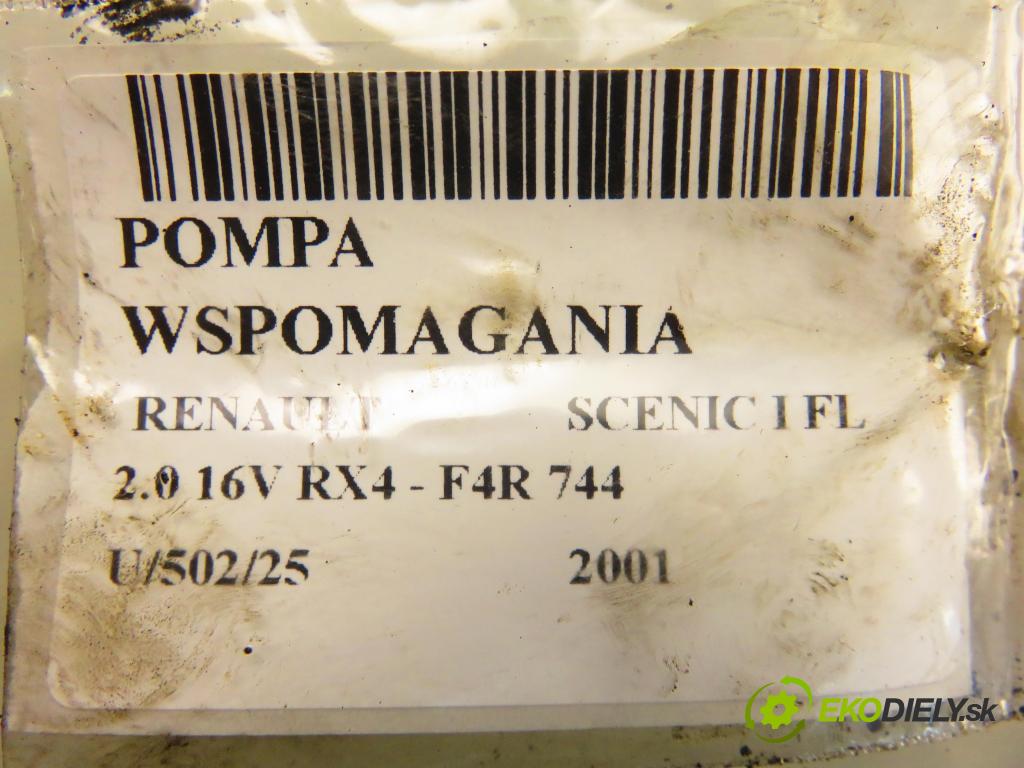 POMPA
WSPOMAGANIA
RENAULT SCENIC I FL
2.0 16V RX4 - F4R 744
U/502/25 2001
EKODIELY.sk